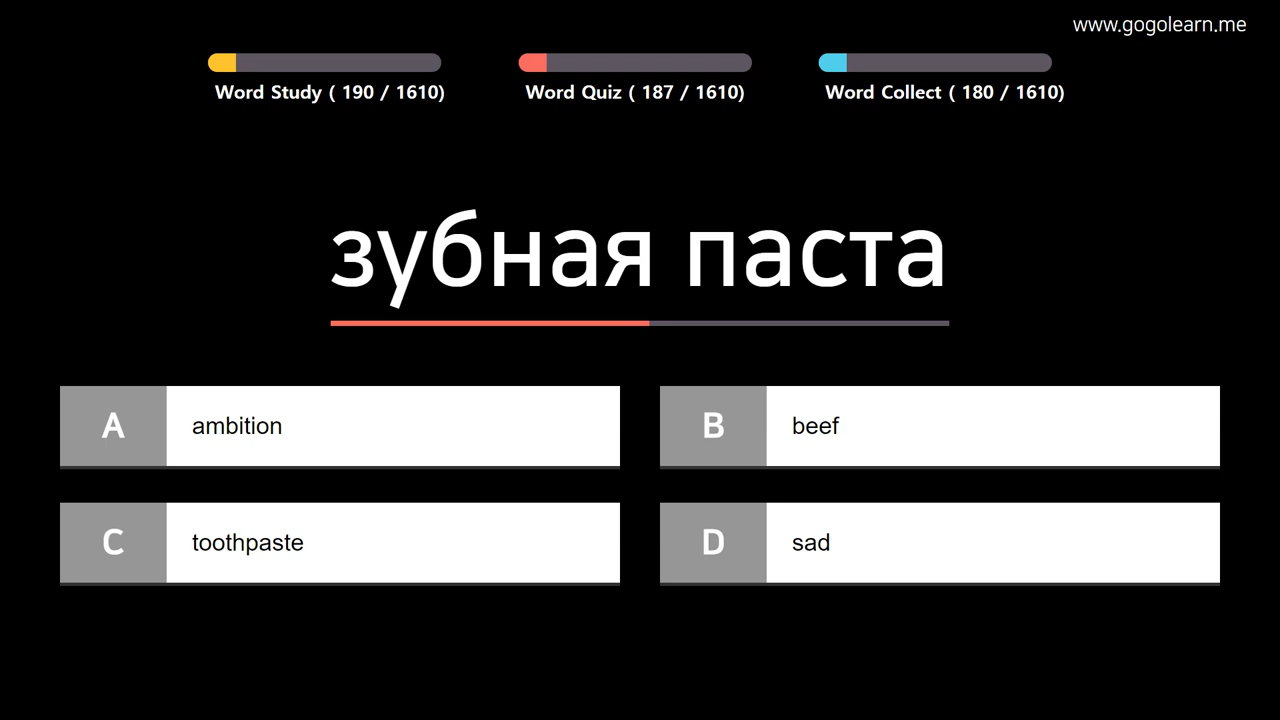 www.gogolearn.me
Word Study ( 190 / 1610)
Word Quiz ( 187 / 1610)
Word Collect ( 180 / 1610)
зубная паста
A ambition
B beef
C toothpaste
D sad